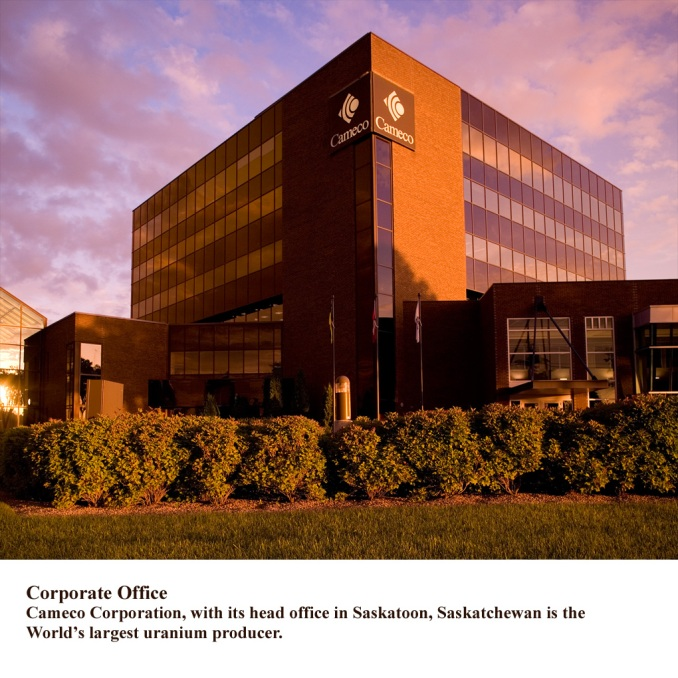 Cameco
Cameco
Corporate Office
Cameco Corporation, with its head office in Saskatoon, Saskatchewan is the
World’s largest uranium producer.